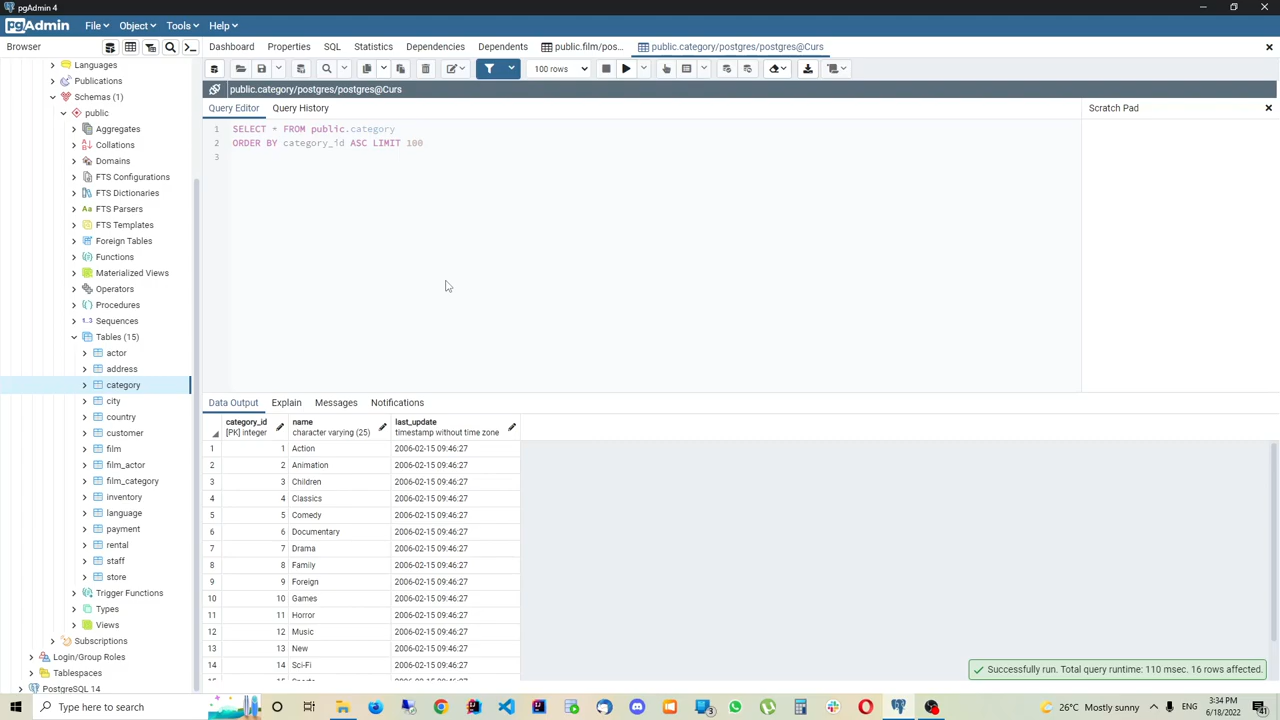 pgAdmin 4
pgAdmin File Object Tools Help
Browser Dashboard Properties SQL Statistics Dependencies Dependents public.film/pos... public.category/postgres/postgres@Curs
100 rows
public.category/postgres/postgres@Curs
Query Editor Query History Scratch Pad
1 SELECT * FROM public.category
2 ORDER BY category_id ASC LIMIT 100
3
Languages
Publications
Schemas (1)
public
Aggregates
Collations
Domains
FTS Configurations
FTS Dictionaries
Aa FTS Parsers
FTS Templates
Foreign Tables
Functions
Materialized Views
Operators
Procedures
1..3 Sequences
Tables (15)
actor
address
category
city
country
customer
film
film_actor
film_category
inventory
language
payment
rental
staff
store
Trigger Functions
Types
Views
Subscriptions
Login/Group Roles
Tablespaces
PostgreSQL 14
Data Output Explain Messages Notifications
category_id name last_update
[PK] integer character varying (25) timestamp without time zone
1 1 Action 2006-02-15 09:46:27
2 2 Animation 2006-02-15 09:46:27
3 3 Children 2006-02-15 09:46:27
4 4 Classics 2006-02-15 09:46:27
5 5 Comedy 2006-02-15 09:46:27
6 6 Documentary 2006-02-15 09:46:27
7 7 Drama 2006-02-15 09:46:27
8 8 Family 2006-02-15 09:46:27
9 9 Foreign 2006-02-15 09:46:27
10 10 Games 2006-02-15 09:46:27
11 11 Horror 2006-02-15 09:46:27
12 12 Music 2006-02-15 09:46:27
13 13 New 2006-02-15 09:46:27
14 14 Sci-Fi 2006-02-15 09:46:27
Successfully run. Total query runtime: 110 msec. 16 rows affected.
Type here to search
26°C Mostly sunny ENG
3:34 PM
6/18/2022